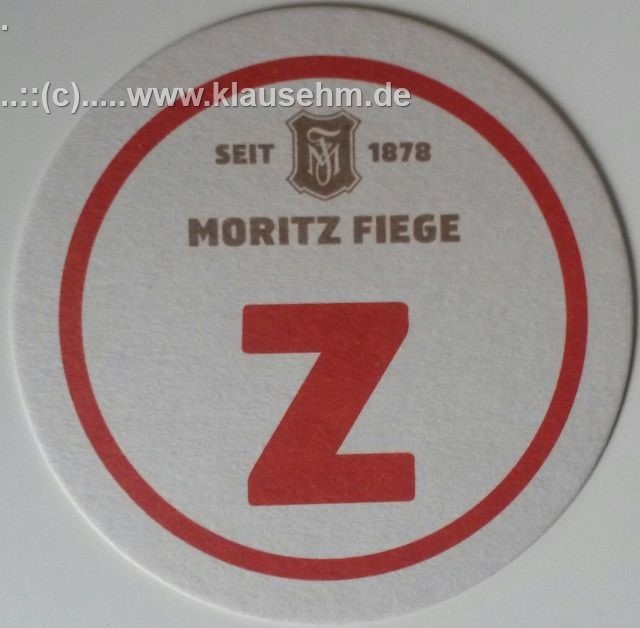 .
..::(c).....www.klausehm.de
SEIT 1878
MORITZ FIEGE
Z